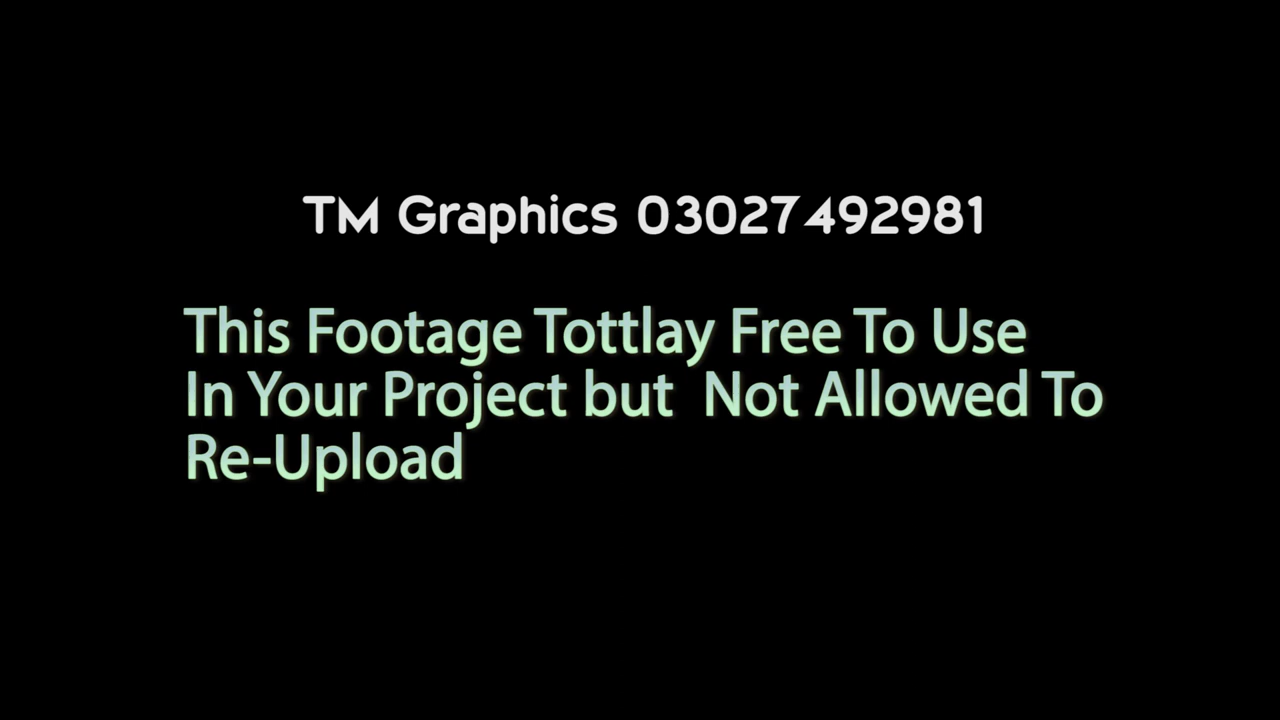 TM Graphics 03027492981
This Footage Tottlay Free To Use
In Your Project but  Not Allowed To
Re-Upload